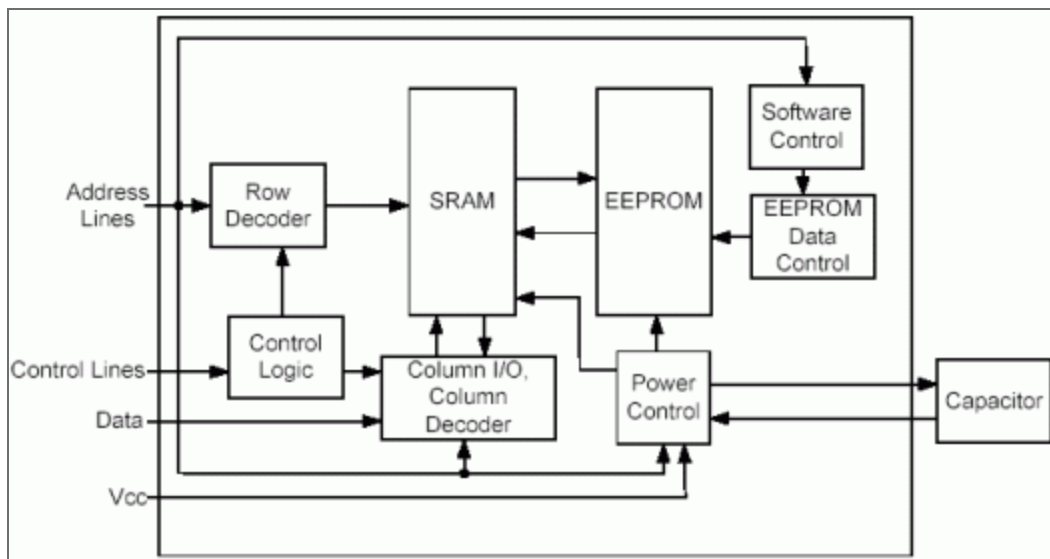 Software
Control
Address
Lines
Row
Decoder
SRAM
EEPROM
EEPROM
Data
Control
Control Lines
Control
Logic
Column I/O,
Column
Decoder
Power
Control
Capacitor
Data
Vcc